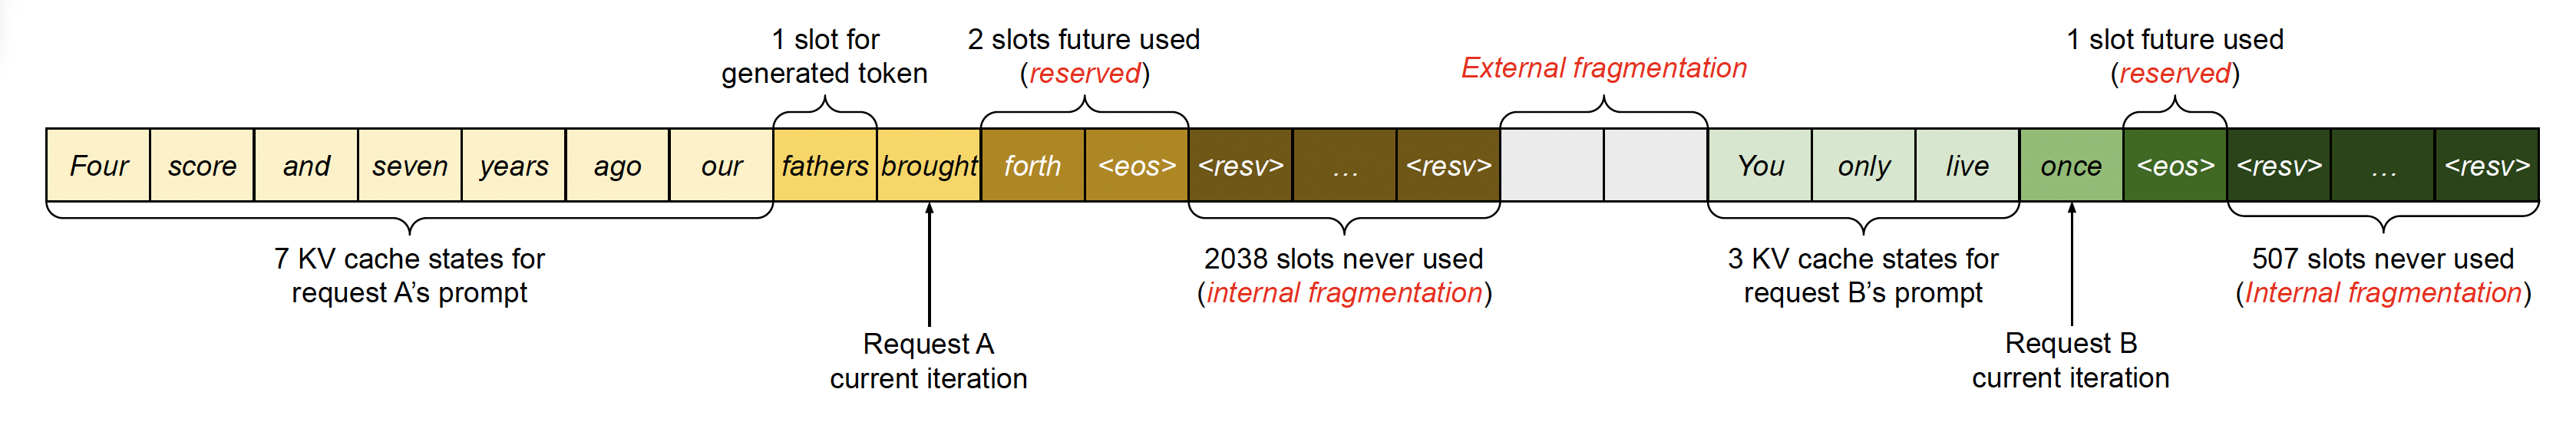 1 slot for
generated token
2 slots future used
(reserved)
External fragmentation
1 slot future used
(reserved)
Four score and seven years ago our fathers brought forth <eos> <resv> ... <resv> You only live once <eos> <resv> ... <resv>
7 KV cache states for
request A's prompt
2038 slots never used
(internal fragmentation)
3 KV cache states for
request B's prompt
507 slots never used
(Internal fragmentation)
Request A
current iteration
Request B
current iteration